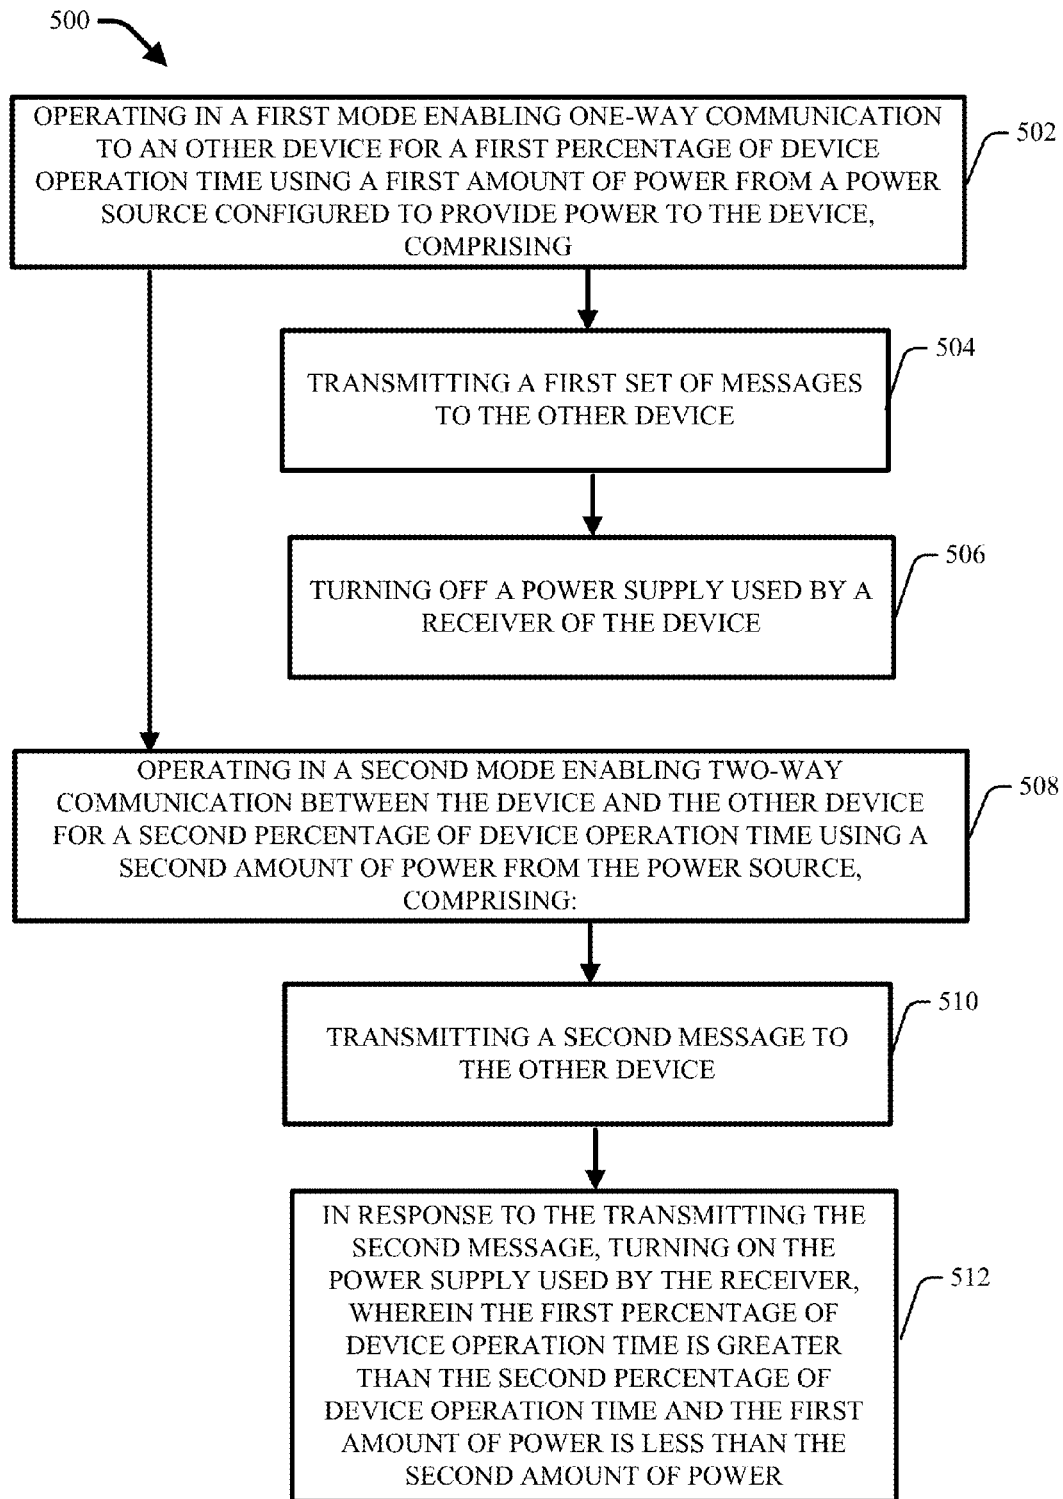 500
OPERATING IN A FIRST MODE ENABLING ONE-WAY COMMUNICATION
TO AN OTHER DEVICE FOR A FIRST PERCENTAGE OF DEVICE
OPERATION TIME USING A FIRST AMOUNT OF POWER FROM A POWER
SOURCE CONFIGURED TO PROVIDE POWER TO THE DEVICE,
COMPRISING
502
TRANSMITTING A FIRST SET OF MESSAGES
TO THE OTHER DEVICE
504
TURNING OFF A POWER SUPPLY USED BY A
RECEIVER OF THE DEVICE
506
OPERATING IN A SECOND MODE ENABLING TWO-WAY
COMMUNICATION BETWEEN THE DEVICE AND THE OTHER DEVICE
FOR A SECOND PERCENTAGE OF DEVICE OPERATION TIME USING A
SECOND AMOUNT OF POWER FROM THE POWER SOURCE,
COMPRISING:
508
TRANSMITTING A SECOND MESSAGE TO
THE OTHER DEVICE
510
IN RESPONSE TO THE TRANSMITTING THE
SECOND MESSAGE, TURNING ON THE
POWER SUPPLY USED BY THE RECEIVER,
WHEREIN THE FIRST PERCENTAGE OF
DEVICE OPERATION TIME IS GREATER
THAN THE SECOND PERCENTAGE OF
DEVICE OPERATION TIME AND THE FIRST
AMOUNT OF POWER IS LESS THAN THE
SECOND AMOUNT OF POWER
512